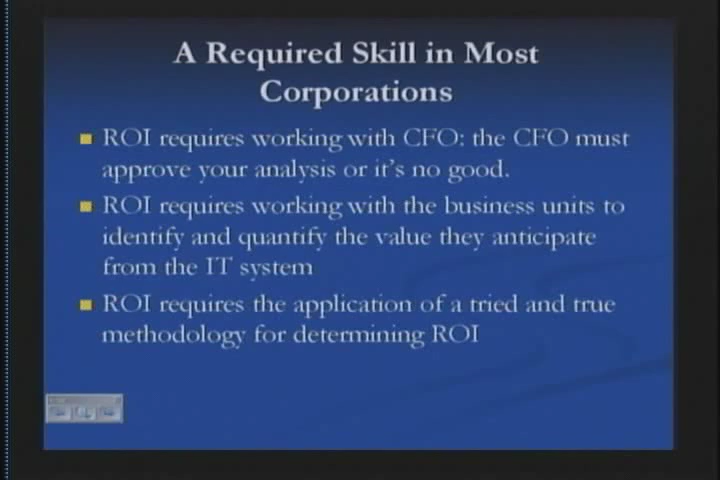 A Required Skill in Most
Corporations
ROI requires working with CFO: the CFO must
approve your analysis or it's no good.
ROI requires working with the business units to
identify and quantify the value they anticipate
from the IT system
ROI requires the application of a tried and true
methodology for determining ROI